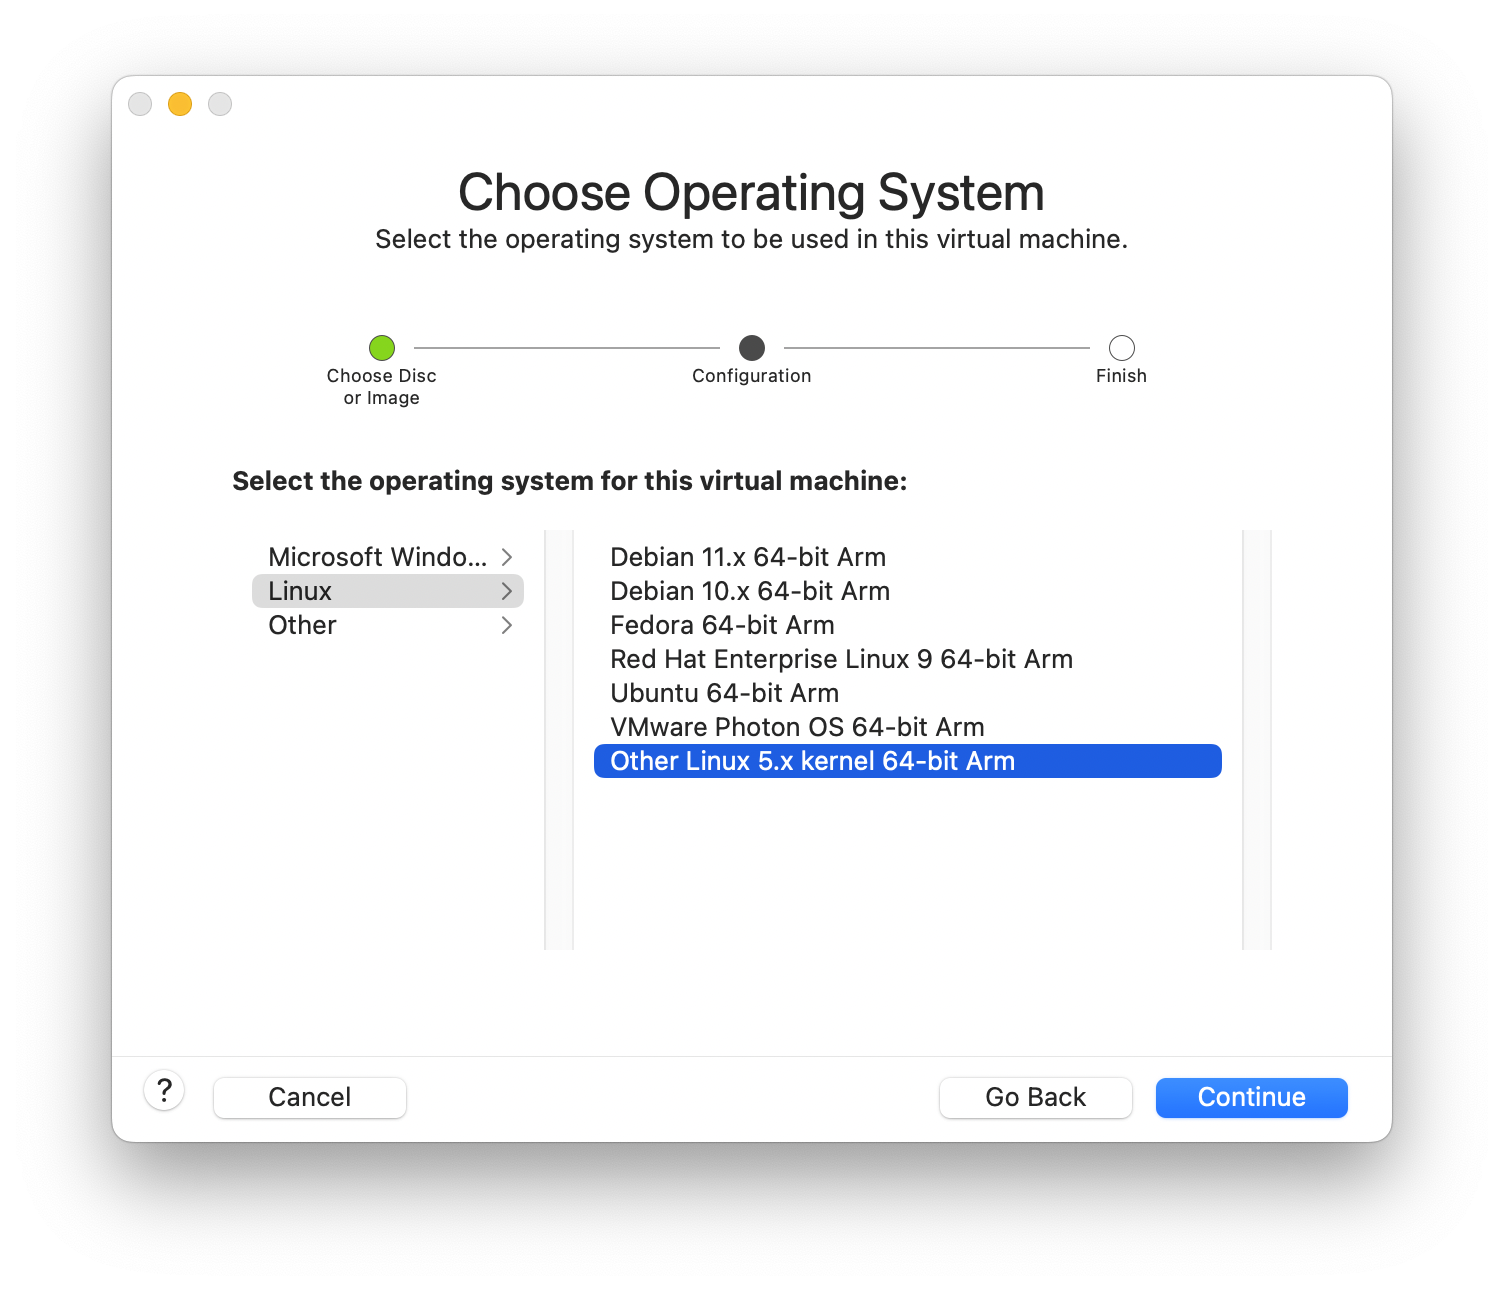 Choose Operating System
Select the operating system to be used in this virtual machine.
Choose Disc
or Image
Configuration
Finish
Select the operating system for this virtual machine:
Microsoft Windo...
Linux
Other
Debian 11.x 64-bit Arm
Debian 10.x 64-bit Arm
Fedora 64-bit Arm
Red Hat Enterprise Linux 9 64-bit Arm
Ubuntu 64-bit Arm
VMware Photon OS 64-bit Arm
Other Linux 5.x kernel 64-bit Arm
?
Cancel
Go Back
Continue